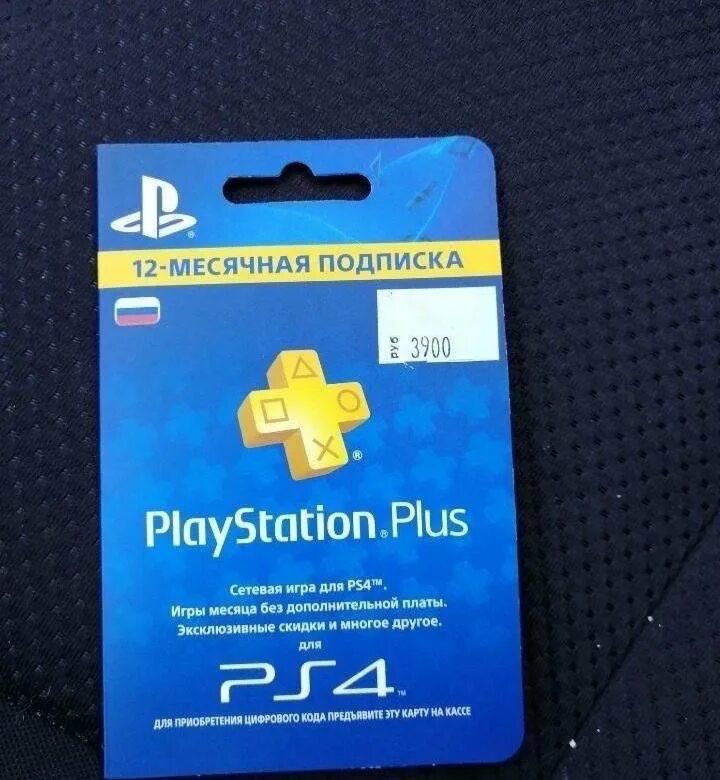 12-МЕСЯЧНАЯ ПОДПИСКА
РУБ 3900
PlayStation®Plus
Сетевая игра для PS4™.
Игры месяца без дополнительной платы.
Эксклюзивные скидки и многое другое.
для
PS4™
ДЛЯ ПРИОБРЕТЕНИЯ ЦИФРОВОГО КОДА ПРЕДЪЯВИТЕ ЭТУ КАРТУ НА КАССЕ